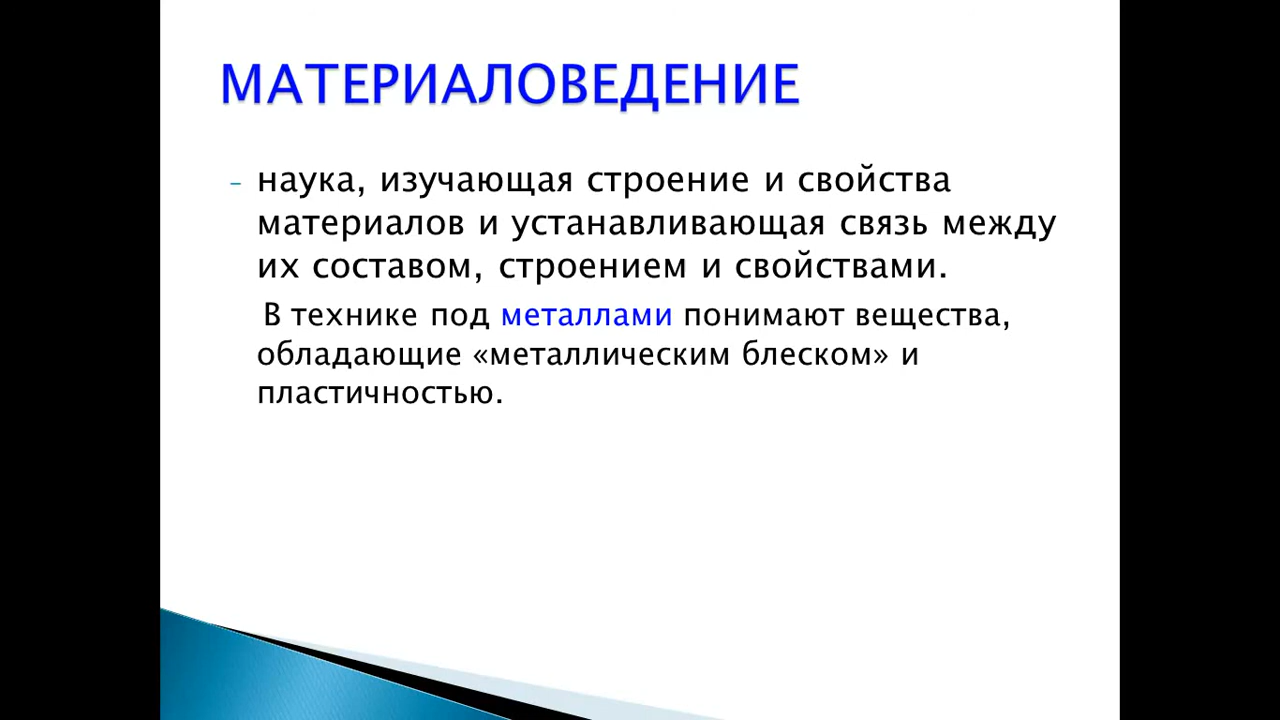 МАТЕРИАЛОВЕДЕНИЕ
- наука, изучающая строение и свойства
материалов и устанавливающая связь между
их составом, строением и свойствами.
В технике под металлами понимают вещества,
обладающие «металлическим блеском» и
пластичностью.